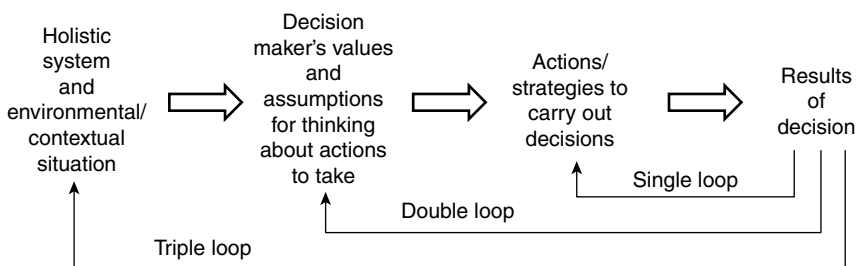 Holistic
system
and
environmental/
contextual
situation
Decision
maker's values
and
assumptions
for thinking
about actions
to take
Actions/
strategies to
carry out
decisions
Results
of
decision
Single loop
Double loop
Triple loop